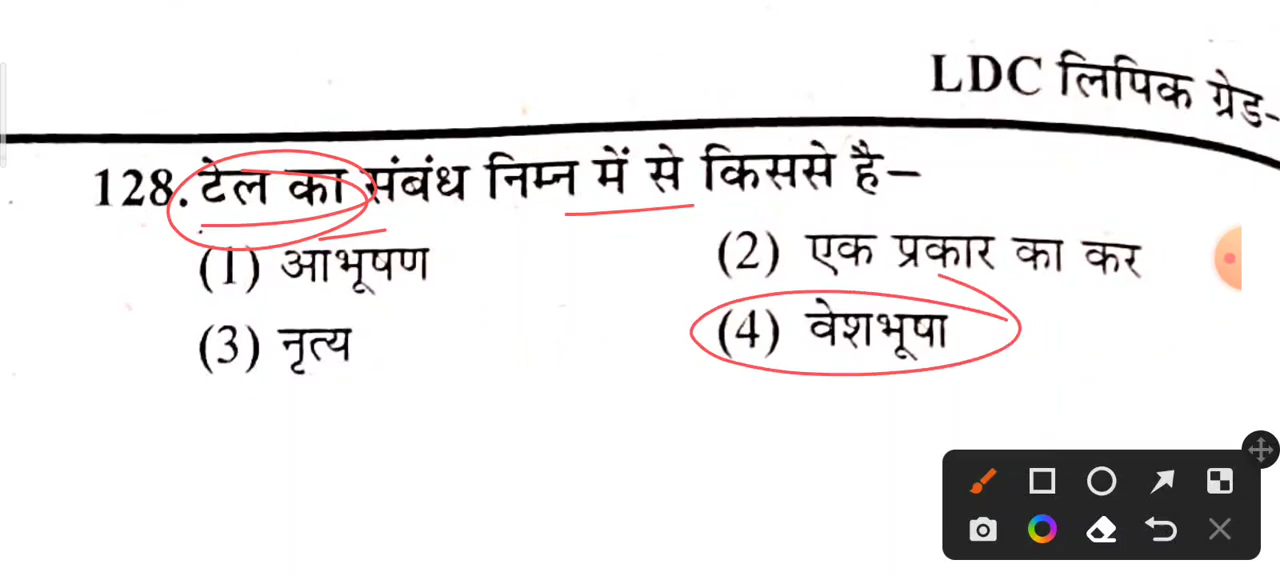 LDC लिपिक ग्रेड-
128. टेल का संबंध निम्न में से किससे है–
(1) आभूषण (2) एक प्रकार का कर
(3) नृत्य (4) वेशभूषा